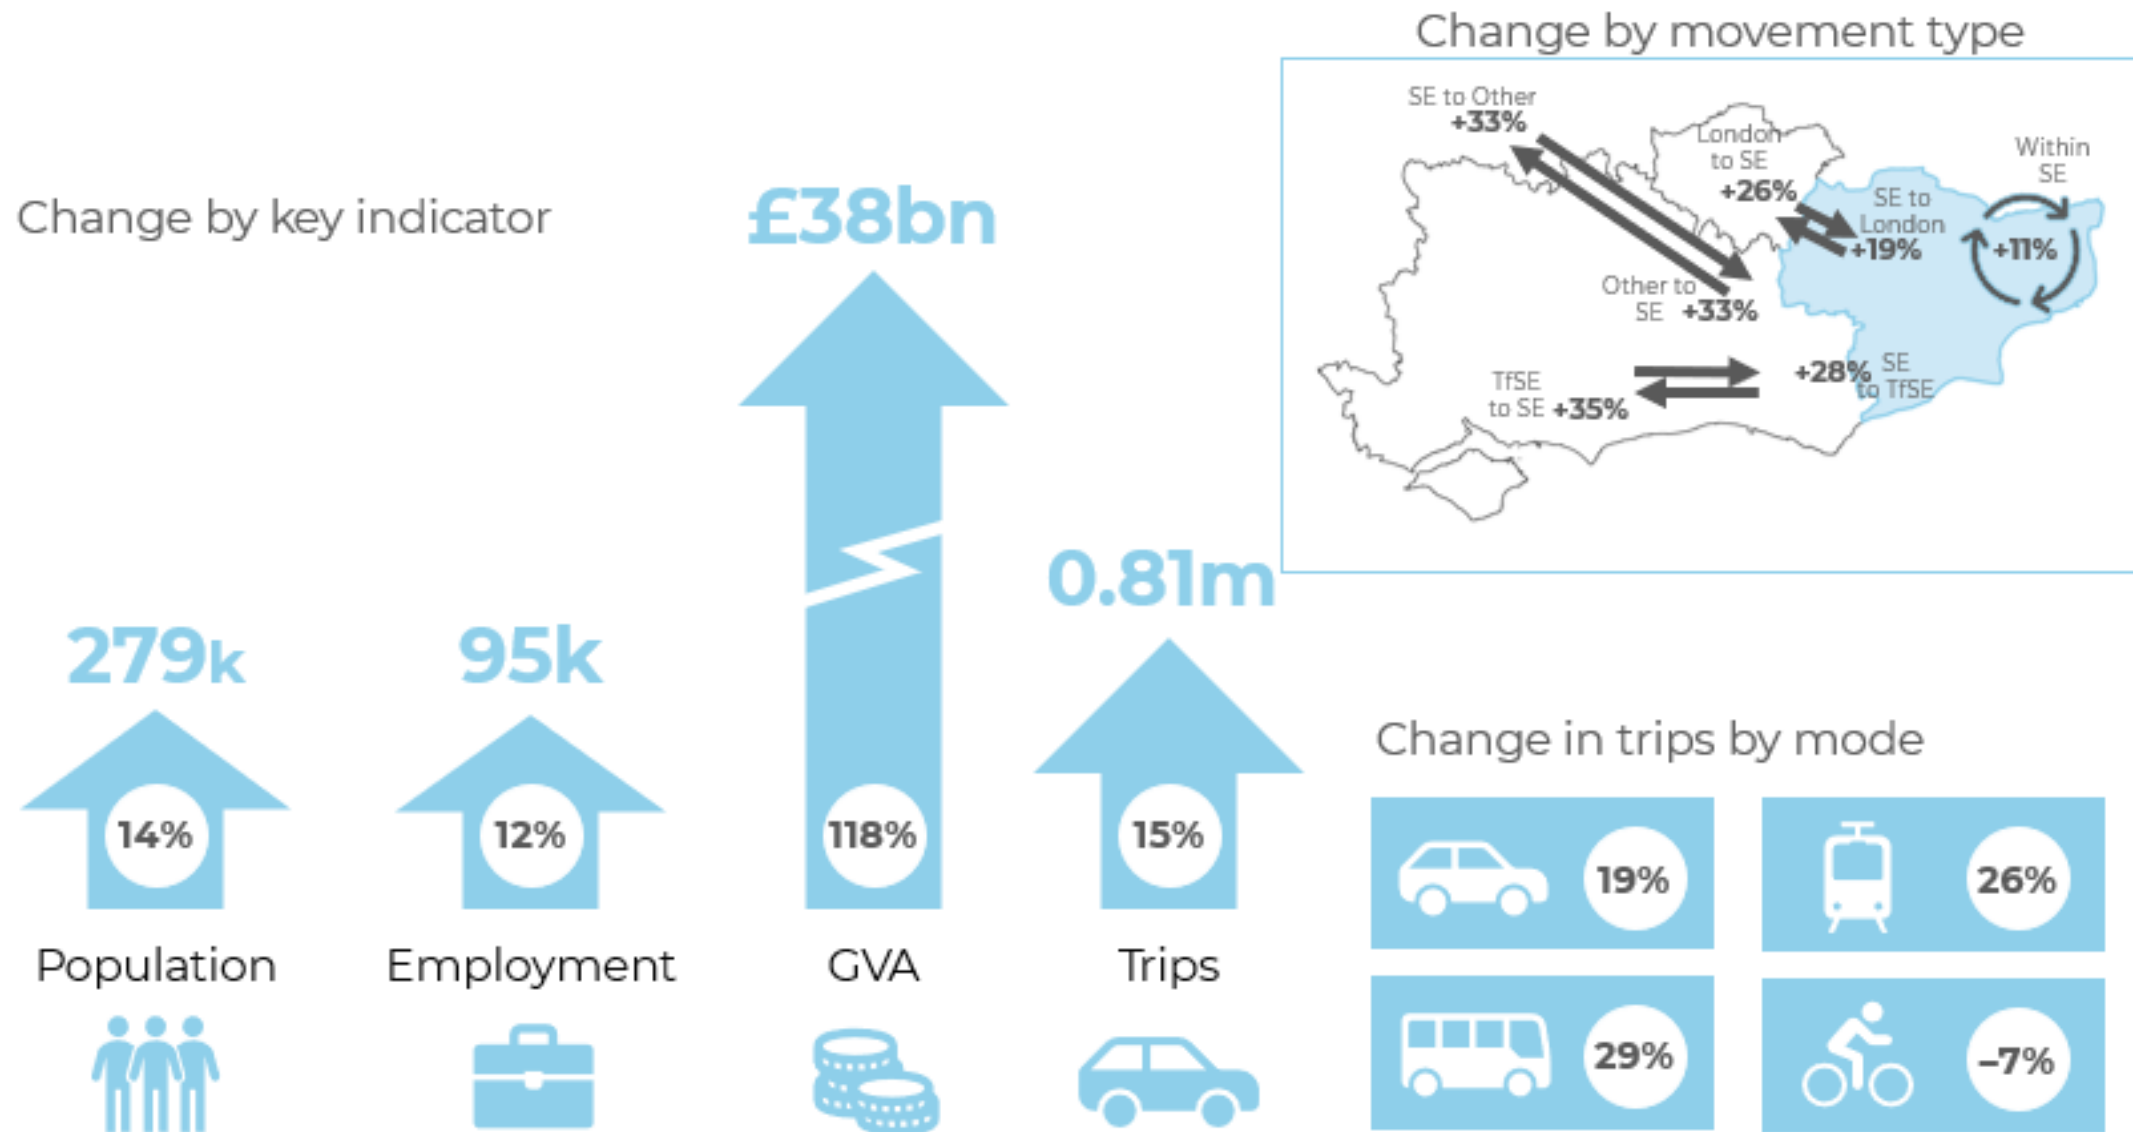 Change by movement type
SE to Other
+33%
London
to SE
+26%
Within
SE
SE to
London
+19%
+11%
Other to
SE +33%
TfSE
to SE +35%
+28% SE
to TfSE
Change by key indicator
£38bn
0.81m
279k
95k
14%
12%
118%
15%
Population
Employment
GVA
Trips
Change in trips by mode
19%
26%
29%
–7%